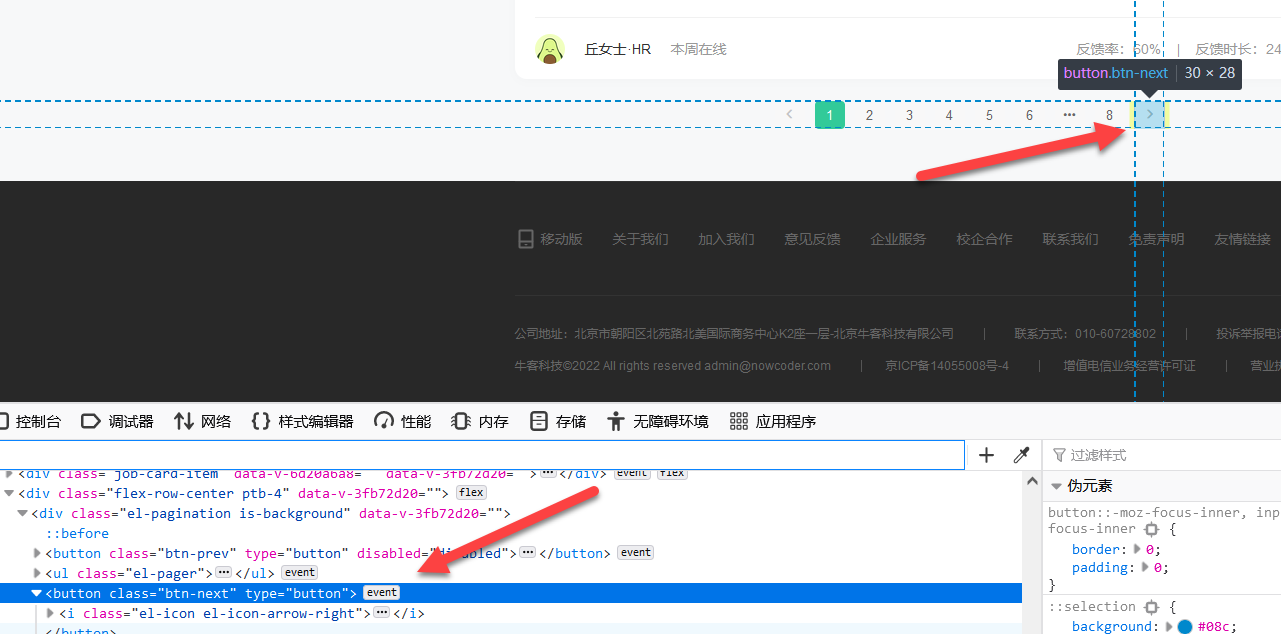 丘女士·HR 本周在线 反馈率：60% | 反馈时长：24
button.btn-next 30 × 28
1 2 3 4 5 6 ••• 8
移动版 关于我们 加入我们 意见反馈 企业服务 校企合作 联系我们 免责声明 友情链接
公司地址：北京市朝阳区北苑路北美国际商务中心K2座一层-北京牛客科技有限公司 | 联系方式：010-60728802 | 投诉举报电话
牛客科技©2022 All rights reserved admin@nowcoder.com | 京ICP备14055008号-4 | 增值电信业务经营许可证 | 营业执
控制台 调试器 网络 样式编辑器 性能 内存 存储 无障碍环境 应用程序
过滤样式
<div class="job-card-item" data-v-6d20a6a8="" data-v-3fb72d20=""> ••• </div> event flex
<div class="flex-row-center ptb-4" data-v-3fb72d20=""> flex
伪元素
<div class="el-pagination is-background" data-v-3fb72d20="">
button::-moz-focus-inner, inp
::before
focus-inner {
<button class="btn-prev" type="button" disabled="disabled"> ••• </button> event
border: 0;
<ul class="el-pager"> ••• </ul> event
padding: 0;
<button class="btn-next" type="button"> event
}
<i class="el-icon el-icon-arrow-right"> ••• </i>
::selection {
</button>
background: #08c;